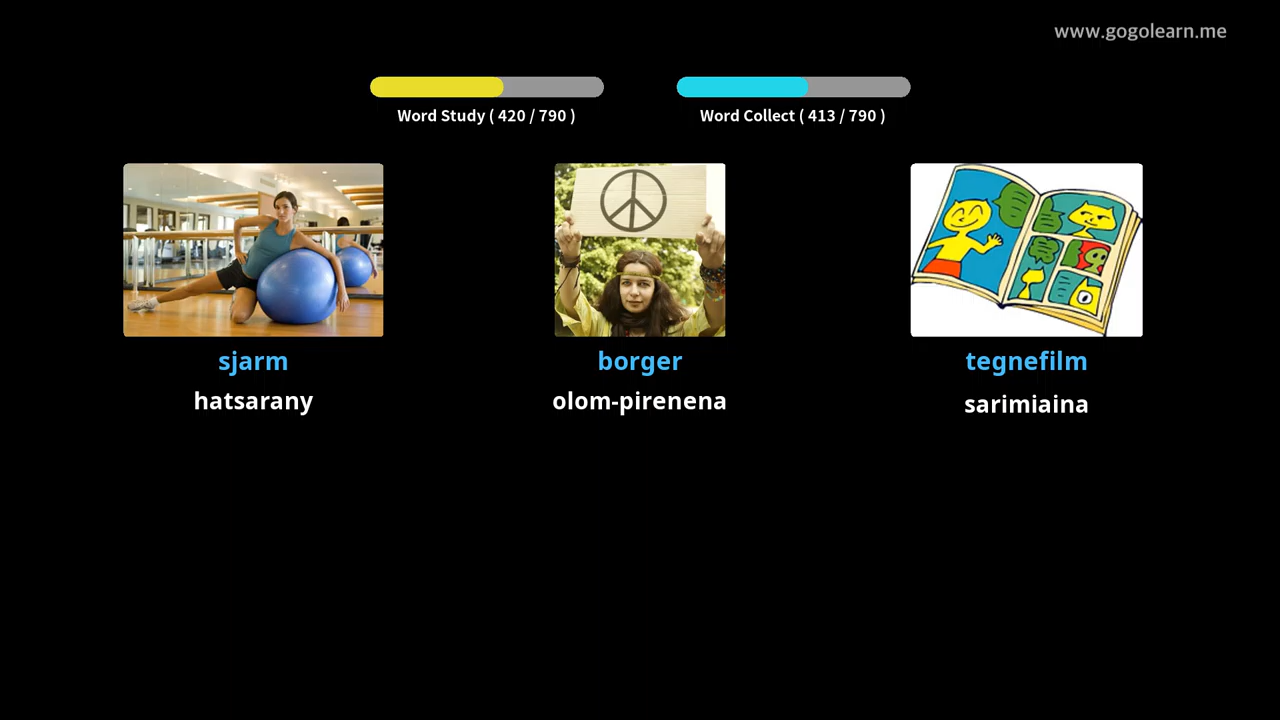 www.gogolearn.me
Word Study ( 420 / 790 )
Word Collect ( 413 / 790 )
sjarm
borger
tegnefilm
hatsarany
olom-pirenena
sarimiaina